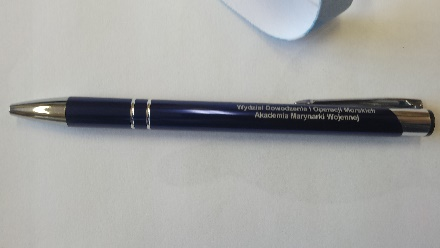 Wydział Dowodzenia i Operacji Morskich
Akademia Marynarki Wojennej